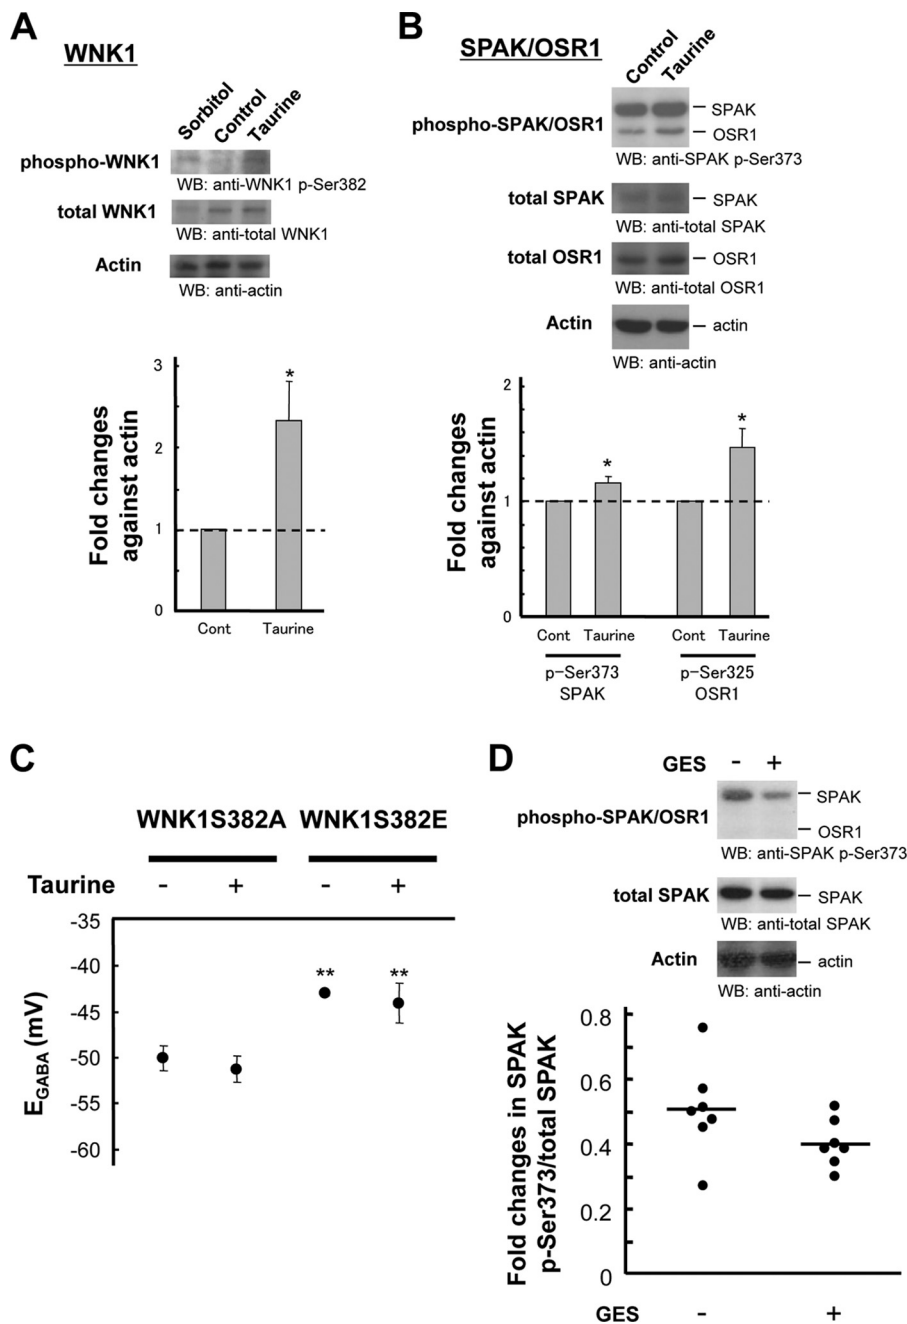 A
WNK1
Sorbitol
Control
Taurine
phospho-WNK1
WB: anti-WNK1 p-Ser382
total WNK1
WB: anti-total WNK1
Actin
WB: anti-actin
Fold changes
against actin
3
2
1
0
Cont Taurine
B
SPAK/OSR1
Control
Taurine
phospho-SPAK/OSR1
SPAK
OSR1
WB: anti-SPAK p-Ser373
total SPAK
SPAK
WB: anti-total SPAK
total OSR1
OSR1
WB: anti-total OSR1
Actin
actin
WB: anti-actin
Fold changes
against actin
2
1
0
Cont Taurine Cont Taurine
p-Ser373 p-Ser325
SPAK OSR1
C
WNK1S382A WNK1S382E
Taurine - + - +
EGABA (mV)
-35
-40
-45
-50
-55
-60
** **
D
GES - +
phospho-SPAK/OSR1
SPAK
OSR1
WB: anti-SPAK p-Ser373
total SPAK
SPAK
WB: anti-total SPAK
Actin
actin
WB: anti-actin
Fold changes in SPAK
p-Ser373/total SPAK
0.8
0.6
0.4
0.2
0
GES - +